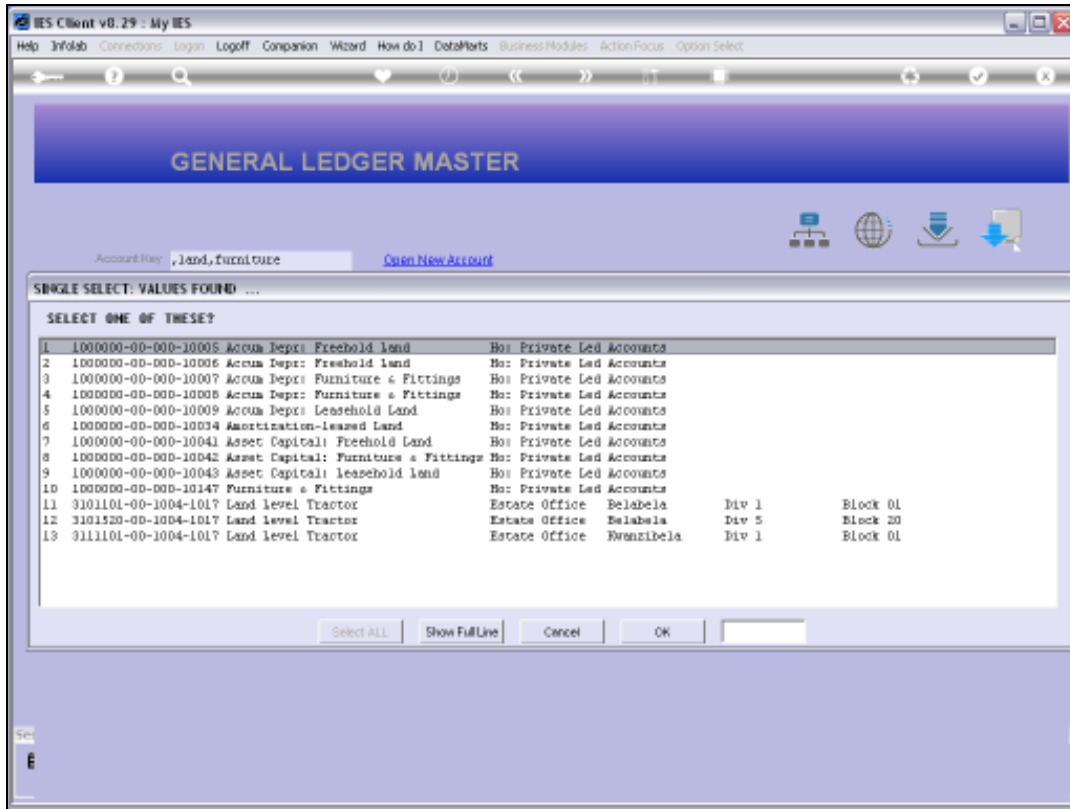 IES Client v8.29 : My IES
Help Infolab Connections Logon Logoff Companion Wizard How do I DataMarts Business Modules Action Focus Option Select
GENERAL LEDGER MASTER
Account Key ,land,furniture Open New Account
SINGLE SELECT: VALUES FOUND ...
SELECT ONE OF THESE?
1 1000000-00-000-10005 Accum Depr: Freehold land Ho: Private Led Accounts
2 1000000-00-000-10006 Accum Depr: Freehold land Ho: Private Led Accounts
3 1000000-00-000-10007 Accum Depr: Furniture & Fittings Ho: Private Led Accounts
4 1000000-00-000-10008 Accum Depr: Furniture & Fittings Ho: Private Led Accounts
5 1000000-00-000-10009 Accum Depr: Leasehold Land Ho: Private Led Accounts
6 1000000-00-000-10034 Amortization-leased Land Ho: Private Led Accounts
7 1000000-00-000-10041 Asset Capital: Freehold Land Ho: Private Led Accounts
8 1000000-00-000-10042 Asset Capital: Furniture & Fittings Ho: Private Led Accounts
9 1000000-00-000-10043 Asset Capital: Leasehold land Ho: Private Led Accounts
10 1000000-00-000-10147 Furniture & Fittings Ho: Private Led Accounts
11 3101101-00-1004-1017 Land Level Tractor Estate Office Belabela Div 1 Block 01
12 3101520-00-1004-1017 Land Level Tractor Estate Office Belabela Div 5 Block 20
13 3111101-00-1004-1017 Land Level Tractor Estate Office Kwanzibela Div 1 Block 01
Select ALL Show Full Line Cancel OK